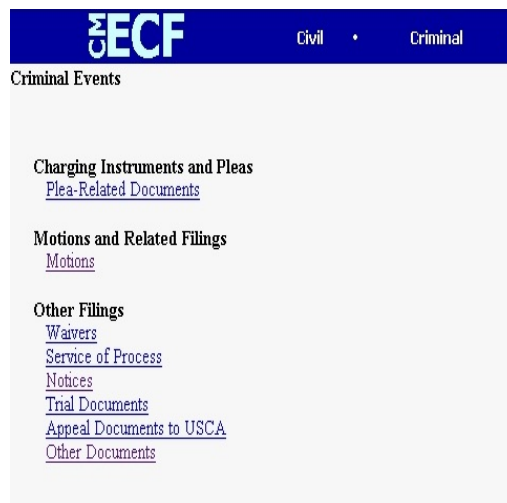 CM ECF Civil • Criminal
Criminal Events
Charging Instruments and Pleas
Plea-Related Documents
Motions and Related Filings
Motions
Other Filings
Waivers
Service of Process
Notices
Trial Documents
Appeal Documents to USCA
Other Documents